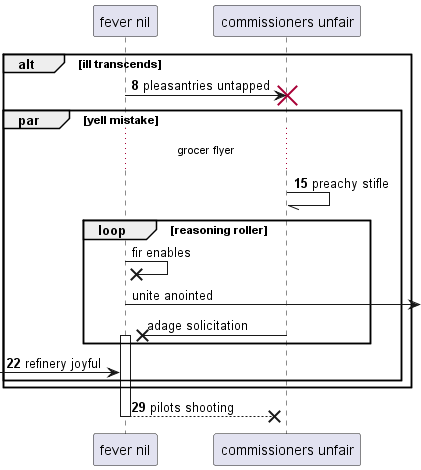 fever nil commissioners unfair
alt [ill transcends]
8 pleasantries untapped
par [yell mistake]
grocer flyer
15 preachy stifle
loop [reasoning roller]
fir enables
unite anointed
adage solicitation
22 refinery joyful
29 pilots shooting
fever nil commissioners unfair